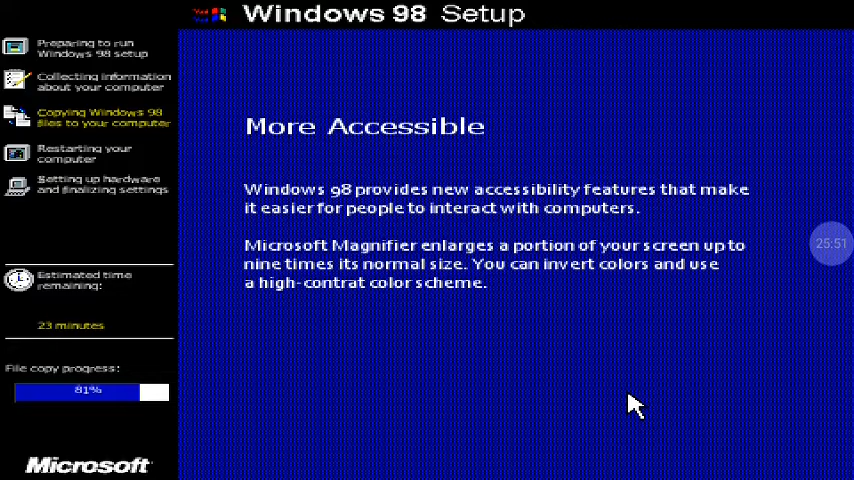 Windows 98 Setup
Preparing to run
Windows 98 setup
Collecting information
about your computer
Copying Windows 98
files to your computer
Restarting your
computer
Setting up hardware
and finalizing settings
Estimated time
remaining:
23 minutes
File copy progress:
81%
Microsoft
More Accessible
Windows 98 provides new accessibility features that make
it easier for people to interact with computers.
Microsoft Magnifier enlarges a portion of your screen up to
nine times its normal size. You can invert colors and use
a high-contrat color scheme.
25:51